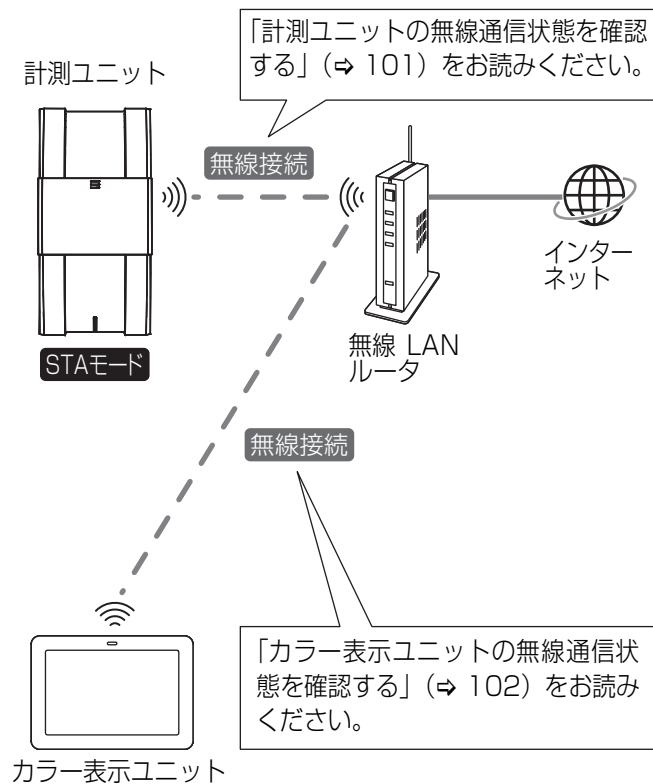 「計測ユニットの無線通信状態を確認
する」（⇨ 101）をお読みください。
計測ユニット
無線接続
インター
ネット
無線 LAN
ルータ
STAモード
無線接続
「カラー表示ユニットの無線通信状
態を確認する」（⇨ 102）をお読み
ください。
カラー表示ユニット